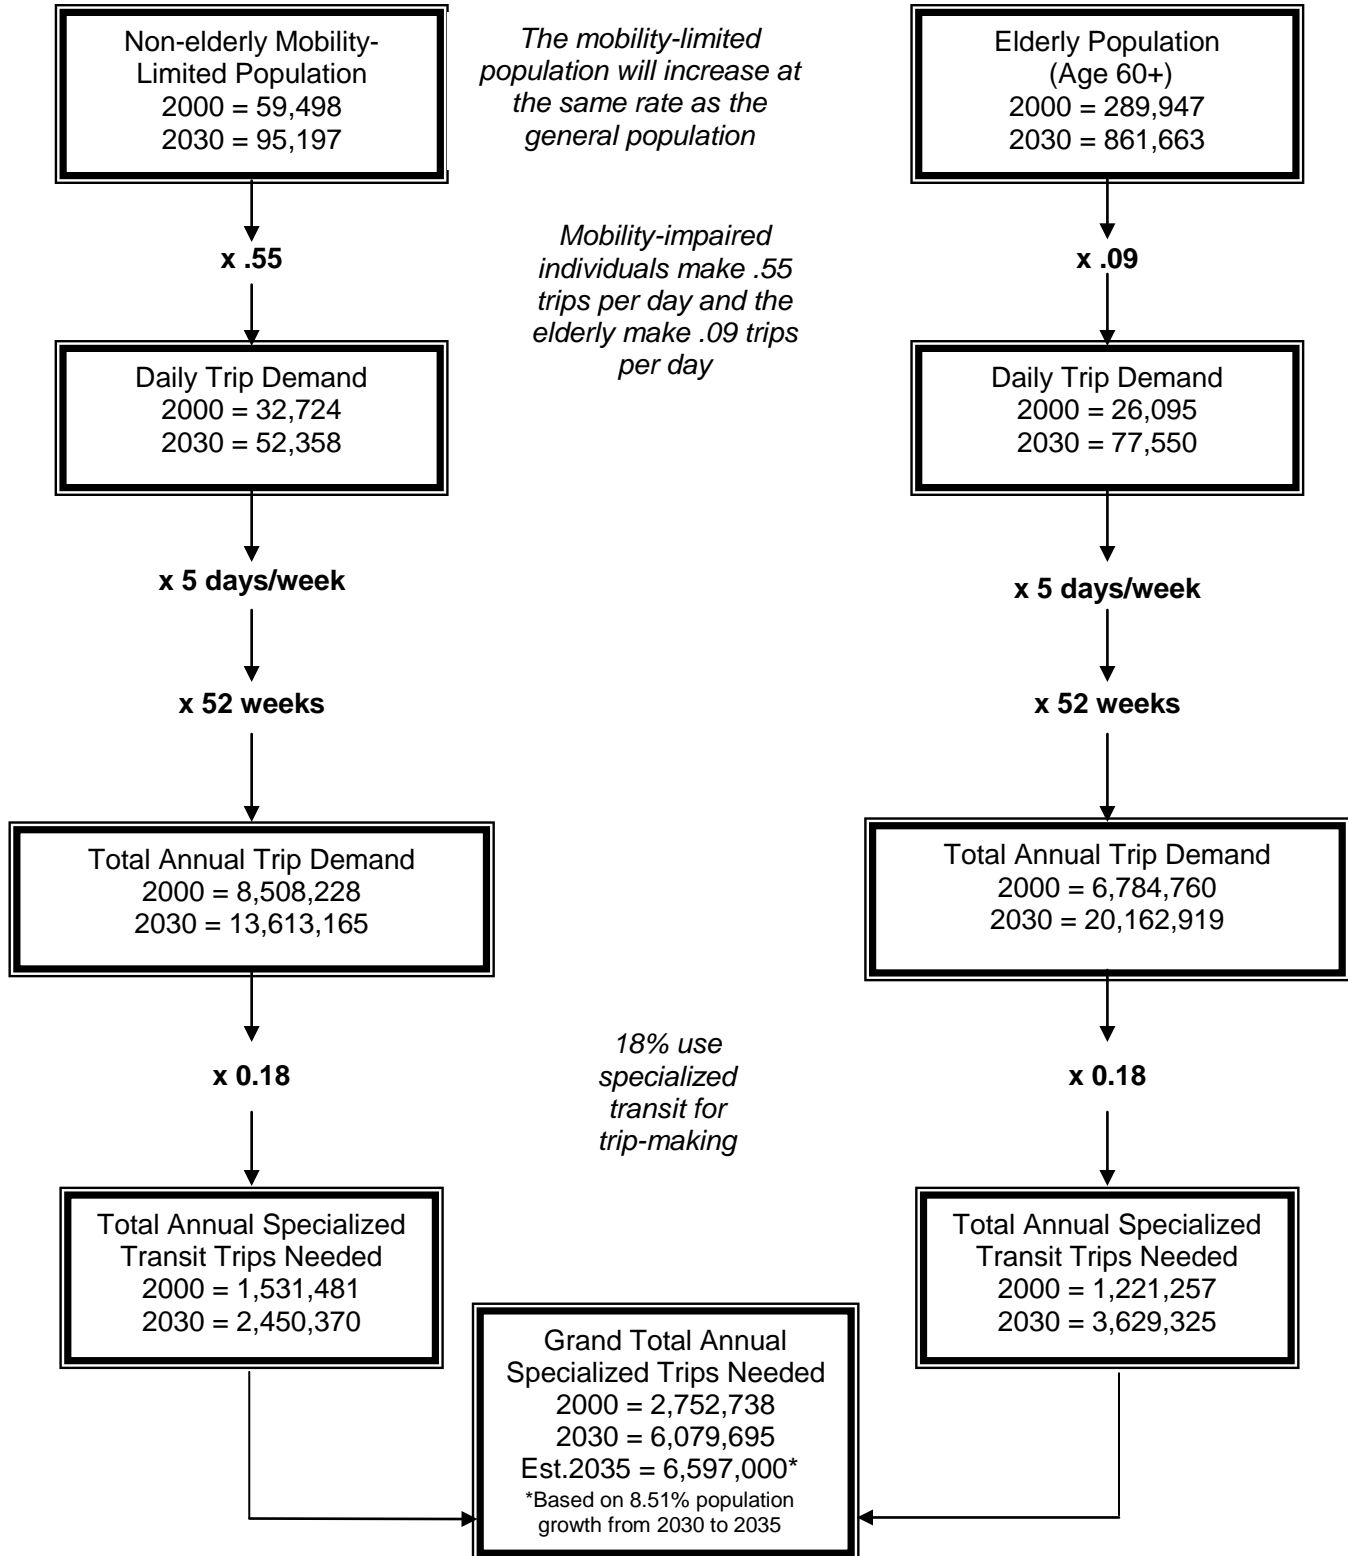 Non-elderly Mobility-
Limited Population
2000 = 59,498
2030 = 95,197
The mobility-limited
population will increase at
the same rate as the
general population
Elderly Population
(Age 60+)
2000 = 289,947
2030 = 861,663
x .55
Mobility-impaired
individuals make .55
trips per day and the
elderly make .09 trips
per day
x .09
Daily Trip Demand
2000 = 32,724
2030 = 52,358
Daily Trip Demand
2000 = 26,095
2030 = 77,550
x 5 days/week
x 5 days/week
x 52 weeks
x 52 weeks
Total Annual Trip Demand
2000 = 8,508,228
2030 = 13,613,165
Total Annual Trip Demand
2000 = 6,784,760
2030 = 20,162,919
x 0.18
18% use
specialized
transit for
trip-making
x 0.18
Total Annual Specialized
Transit Trips Needed
2000 = 1,531,481
2030 = 2,450,370
Total Annual Specialized
Transit Trips Needed
2000 = 1,221,257
2030 = 3,629,325
Grand Total Annual
Specialized Trips Needed
2000 = 2,752,738
2030 = 6,079,695
Est.2035 = 6,597,000*
*Based on 8.51% population
growth from 2030 to 2035